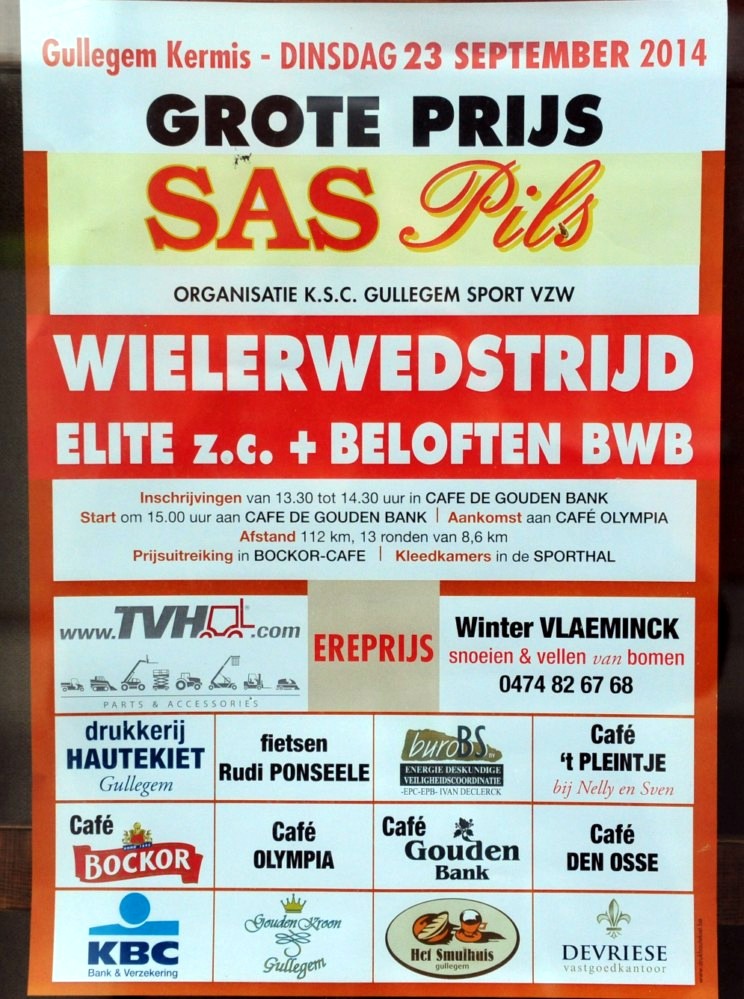 Gullegem Kermis - DINSDAG 23 SEPTEMBER 2014
GROTE PRIJS
SAS Pils
ORGANISATIE K.S.C. GULLEGEM SPORT VZW
WIELERWEDSTRIJD
ELITE z.c. + BELOFTEN BWB
Inschrijvingen van 13.30 tot 14.30 uur in CAFE DE GOUDEN BANK
Start om 15.00 uur aan CAFE DE GOUDEN BANK | Aankomst aan CAFÉ OLYMPIA
Afstand 112 km, 13 ronden van 8,6 km
Prijsuitreiking in BOCKOR-CAFE | Kleedkamers in de SPORTHAL
www.TVH.com
PARTS & ACCESSORIES
EREPRIJS
Winter VLAEMINCK
snoeien & vellen van bomen
0474 82 67 68
drukkerij
HAUTEKIET
Gullegem
fietsen
Rudi PONSEELE
buroBS
ENERGIE DESKUNDIGE
VEILIGHEIDSCOORDINATIE
-EPC-EPB- IVAN DECLERCK
Café
't PLEINTJE
bij Nelly en Sven
Café
BOCKOR
Café
OLYMPIA
Café
Gouden
Bank
Café
DEN OSSE
KBC
Bank & Verzekering
Gouden Kroon
Gullegem
Het Smulhuis
gullegem
DEVRIESE
vastgoedkantoor